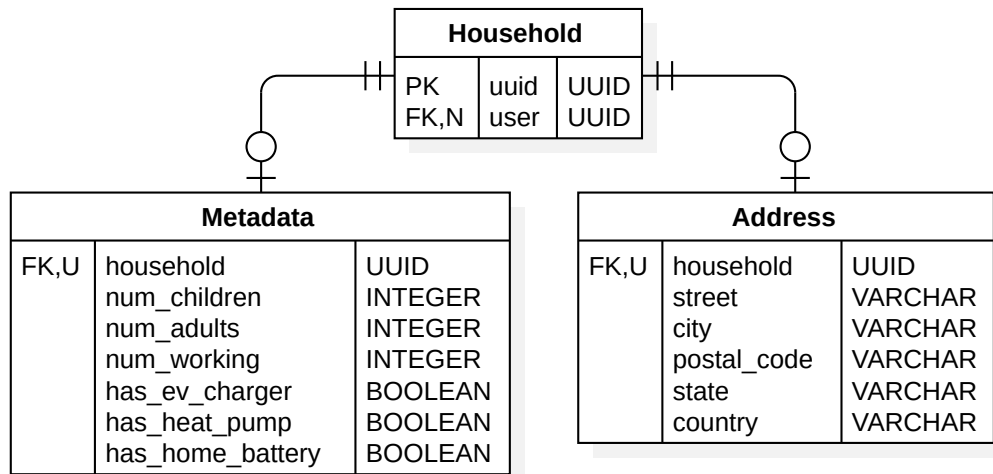 Household
PK uuid UUID
FK,N user UUID
Metadata
FK,U household UUID
num_children INTEGER
num_adults INTEGER
num_working INTEGER
has_ev_charger BOOLEAN
has_heat_pump BOOLEAN
has_home_battery BOOLEAN
Address
FK,U household UUID
street VARCHAR
city VARCHAR
postal_code VARCHAR
state VARCHAR
country VARCHAR